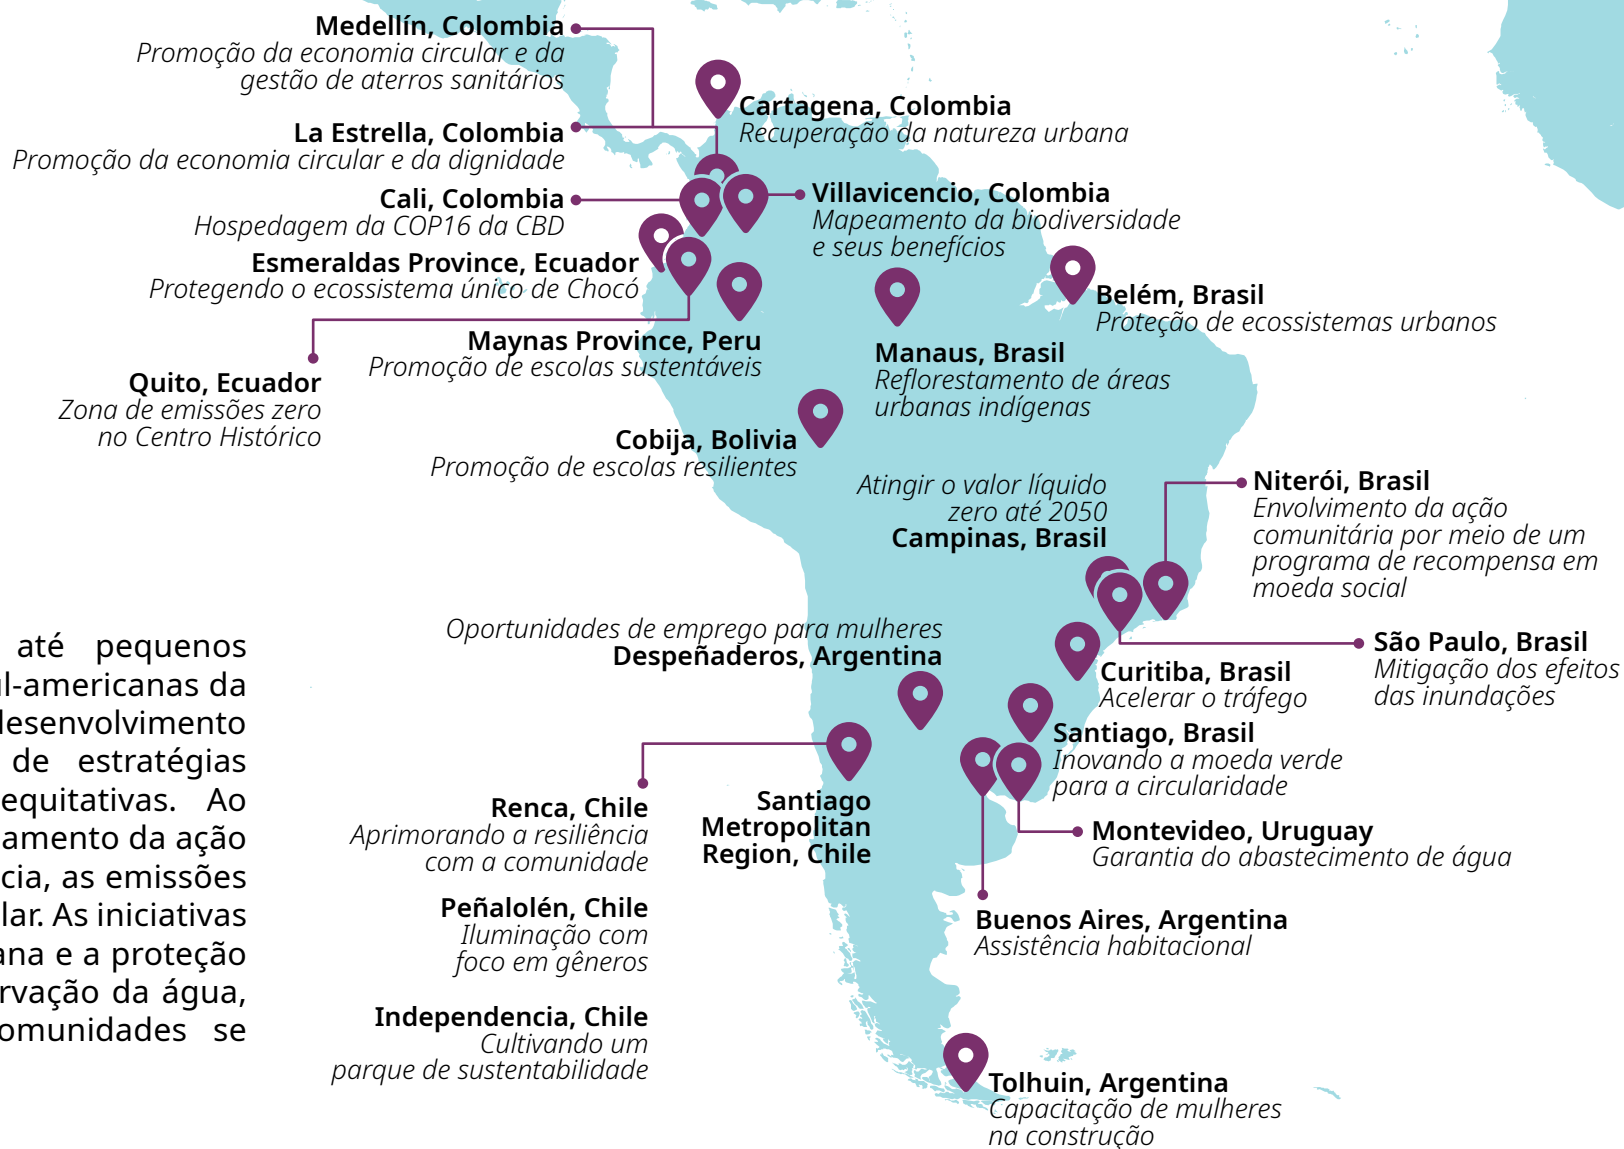 Medellín, Colombia
Promoção da economia circular e da
gestão de aterros sanitários
Cartagena, Colombia
Recuperação da natureza urbana
La Estrella, Colombia
Promoção da economia circular e da dignidade
Cali, Colombia
Hospedagem da COP16 da CBD
Villavicencio, Colombia
Mapeamento da biodiversidade
e seus benefícios
Esmeraldas Province, Ecuador
Protegendo o ecossistema único de Chocó
Belém, Brasil
Proteção de ecossistemas urbanos
Maynas Province, Peru
Promoção de escolas sustentáveis
Manaus, Brasil
Reflorestamento de áreas
urbanas indígenas
Quito, Ecuador
Zona de emissões zero
no Centro Histórico
Cobija, Bolivia
Promoção de escolas resilientes
Atingir o valor líquido
zero até 2050
Campinas, Brasil
Niterói, Brasil
Envolvimento da ação
comunitária por meio de um
programa de recompensa em
moeda social
Oportunidades de emprego para mulheres
Despeñaderos, Argentina
São Paulo, Brasil
Mitigação dos efeitos
das inundações
Curitiba, Brasil
Acelerar o tráfego
Santiago, Brasil
Inovando a moeda verde
para a circularidade
Renca, Chile
Aprimorando a resiliência
com a comunidade
Santiago
Metropolitan
Region, Chile
Montevideo, Uruguay
Garantia do abastecimento de água
Peñalolén, Chile
Iluminação com
foco em gêneros
Buenos Aires, Argentina
Assistência habitacional
Independencia, Chile
Cultivando um
parque de sustentabilidade
Tolhuin, Argentina
Capacitação de mulheres
na construção
até pequenos
l-americanas da
desenvolvimento
de estratégias
equitativas. Ao
amento da ação
cia, as emissões
lar. As iniciativas
ana e a proteção
rvação da água,
omunidades se